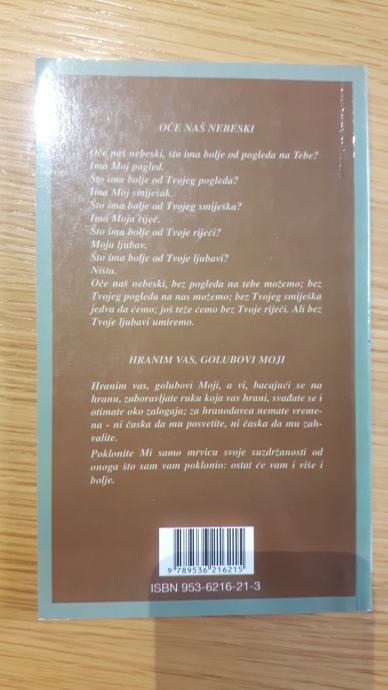 OČE NAŠ NEBESKI
Oče naš nebeski, što ima bolje od pogleda na Tebe?
Ima Moj pogled.
Što ima bolje od Tvojeg pogleda?
Ima Moj smiješak.
Što ima bolje od Tvojeg smiješka?
Ima Moja riječ.
Što ima bolje od Tvoje riječi?
Moja ljubav.
Što ima bolje od Tvoje ljubavi?
Ništa.
Oče naš nebeski, bez pogleda na tebe možemo; bez
Tvojeg pogleda na nas možemo; bez Tvojeg smiješka
jedva da ćemo; još teže ćemo bez Tvoje riječi. Ali bez
Tvoje ljubavi umiremo.
HRANIM VAS, GOLUBOVI MOJI
Hranim vas, golubovi Moji, a vi, bacajući se na
hranu, zaboravljate ruku koja vas hrani, svađate se i
otimate oko zalogaja; za hranodavca nemate vreme-
na - ni časka da mu posvetite, ni časka da mu zah-
valite.
Poklonite Mi samo mrvicu svoje suzdržanosti od
onoga što sam vam poklonio: ostat će vam i više i
bolje.
9 789536 216215
ISBN 953-6216-21-3